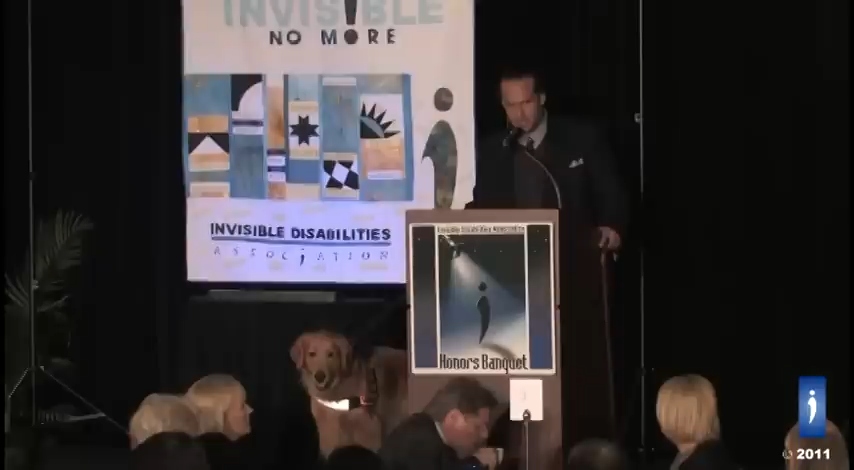 INVISIBLE
NO MORE
INVISIBLE DISABILITIES
ASSOCIATION
Honors Banquet
© 2011